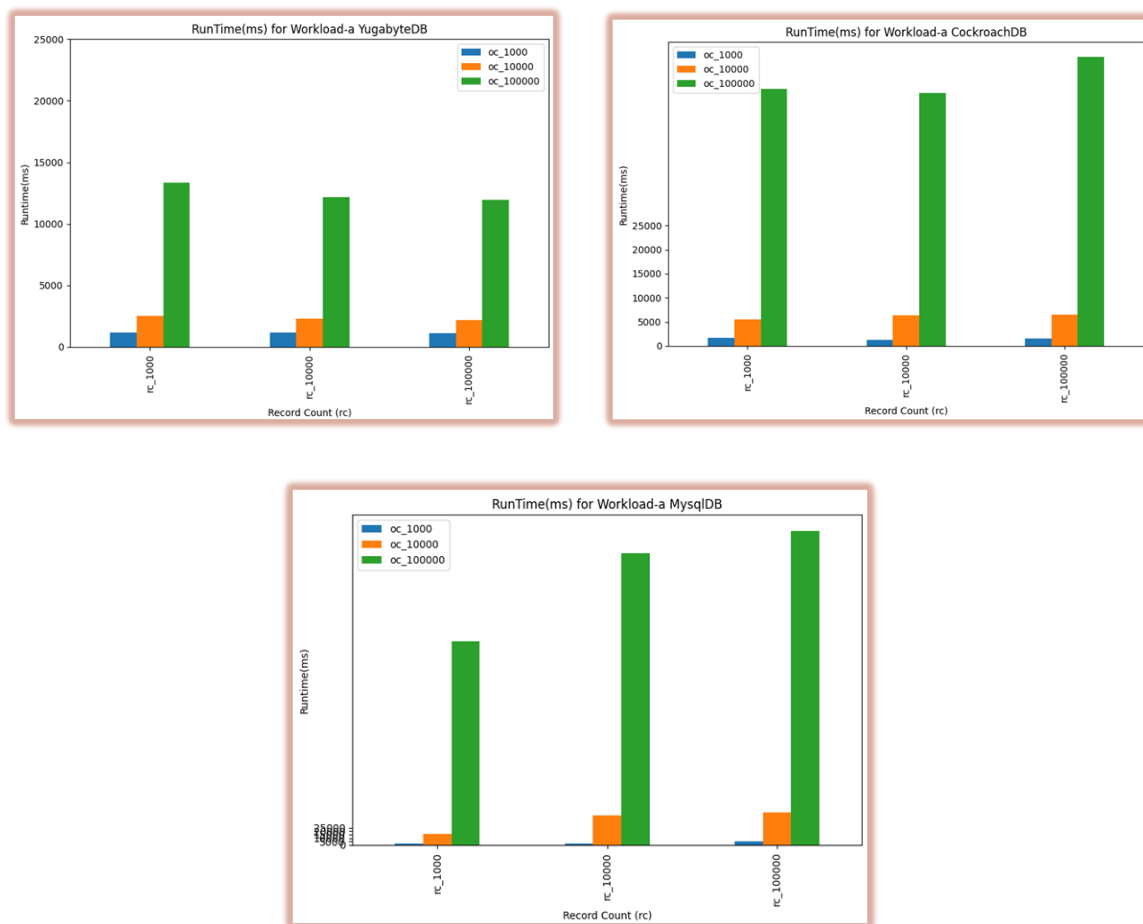 RunTime(ms) for Workload-a YugabyteDB
25000
20000
15000
10000
5000
0
Runtime(ms)
oc_1000
oc_10000
oc_100000
rc_1000
rc_10000
rc_100000
Record Count (rc)
RunTime(ms) for Workload-a CockroachDB
oc_1000
oc_10000
oc_100000
Runtime(ms)
25000
20000
15000
10000
5000
0
rc_1000
rc_10000
rc_100000
Record Count (rc)
RunTime(ms) for Workload-a MysqlDB
oc_1000
oc_10000
oc_100000
Runtime(ms)
25000
20000
15000
10000
5000
0
rc_1000
rc_10000
rc_100000
Record Count (rc)